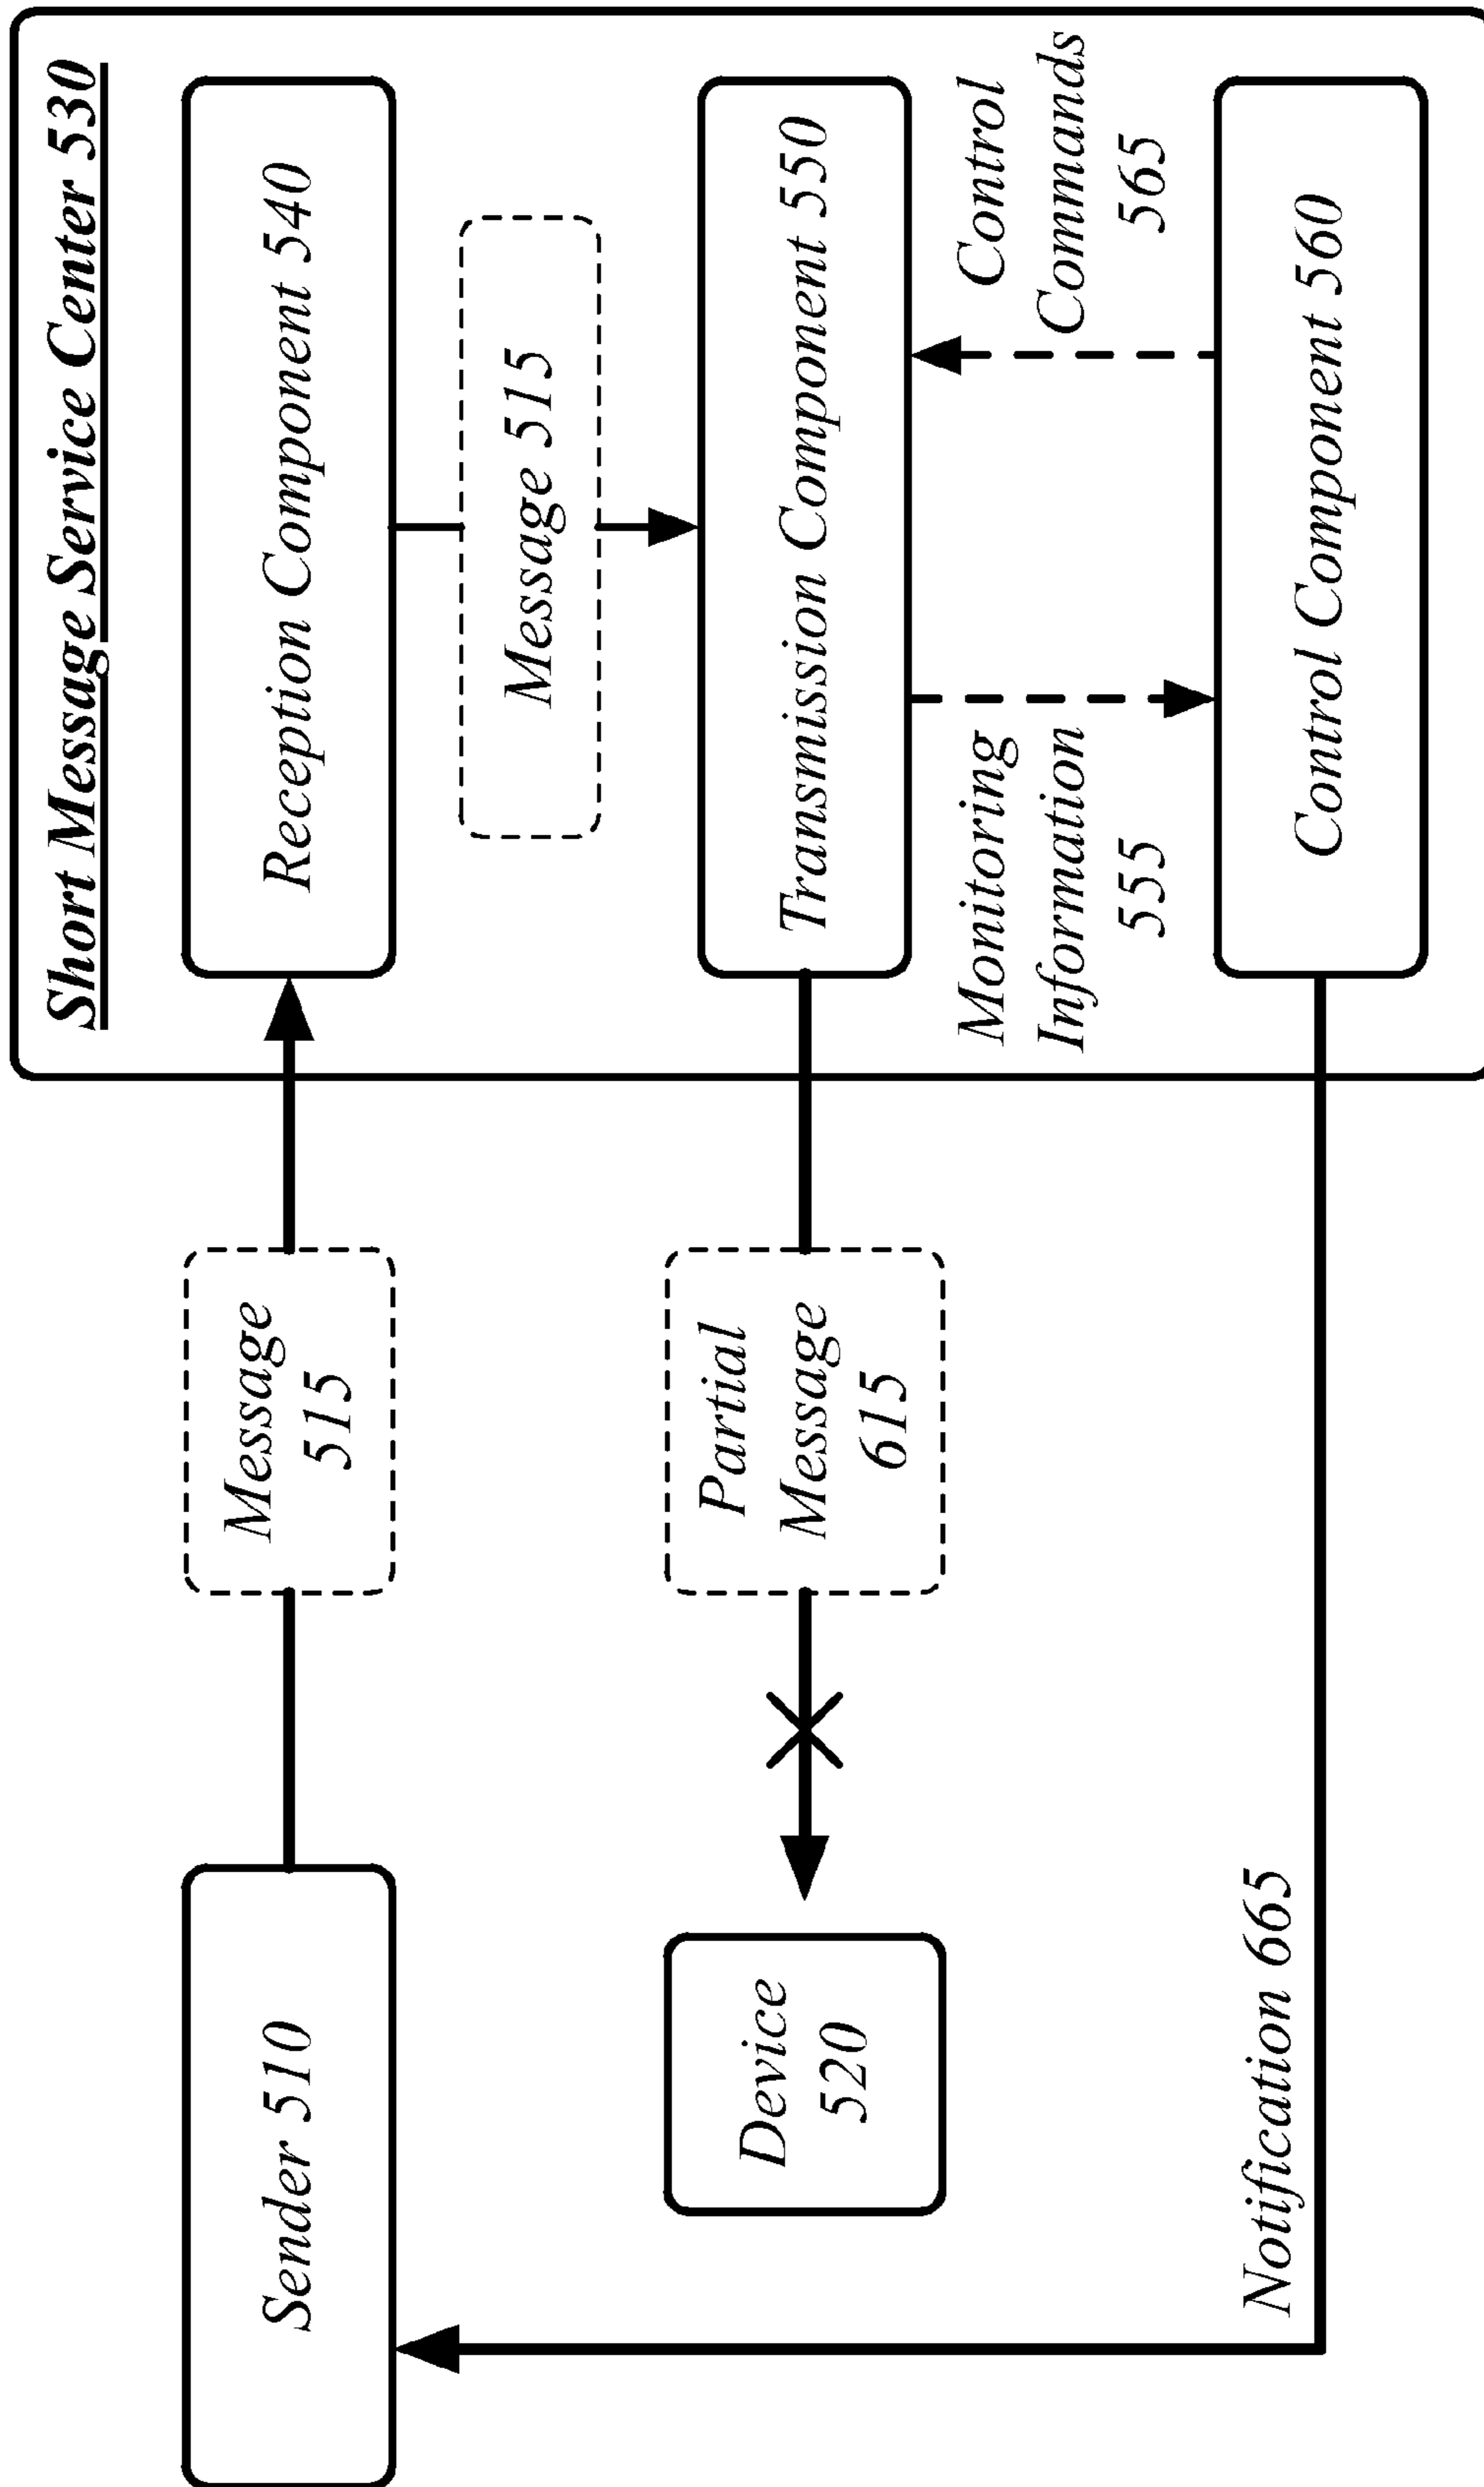 Short Message Service Center 530
Sender 510
Message
515
Reception Component 540
Message 515
Device
520
Partial
Message
615
Transmission Component 550
Monitoring
Information
555
Control
Commands
565
Notification 665
Control Component 560